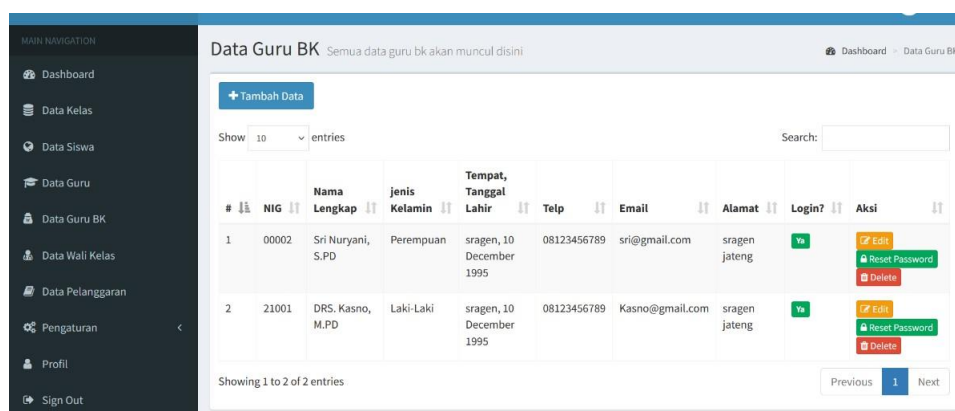 MAIN NAVIGATION
Dashboard
Data Kelas
Data Siswa
Data Guru
Data Guru BK
Data Wali Kelas
Data Pelanggaran
Pengaturan
Profil
Sign Out
Data Guru BK Semua data guru bk akan muncul disini
Dashboard > Data Guru BK
+ Tambah Data
Show 10 entries
Search:
# NIG Nama Lengkap jenis Kelamin Tempat, Tanggal Lahir Telp Email Alamat Login? Aksi
1 00002 Sri Nuryani, S.PD Perempuan sragen, 10 December 1995 08123456789 sri@gmail.com sragen jateng Ya Edit
Reset Password
Delete
2 21001 DRS. Kasno, M.PD Laki-Laki sragen, 10 December 1995 08123456789 Kasno@gmail.com sragen jateng Ya Edit
Reset Password
Delete
Showing 1 to 2 of 2 entries
Previous 1 Next